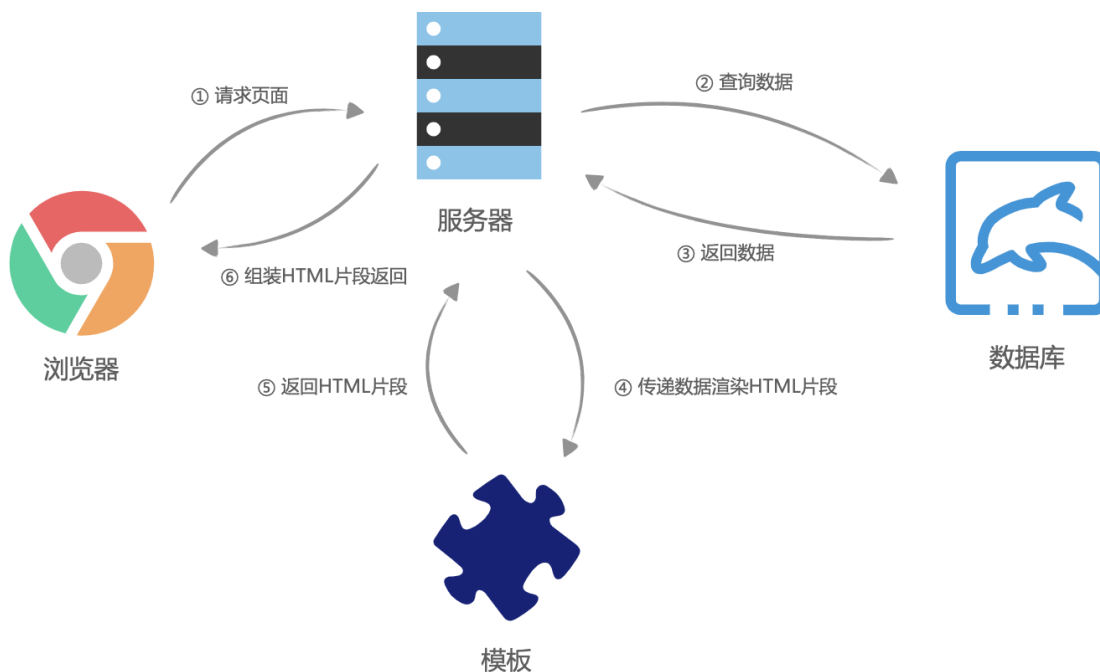 ① 请求页面
② 查询数据
服务器
③ 返回数据
⑥ 组装HTML片段返回
浏览器
数据库
⑤ 返回HTML片段
④ 传递数据渲染HTML片段
模板